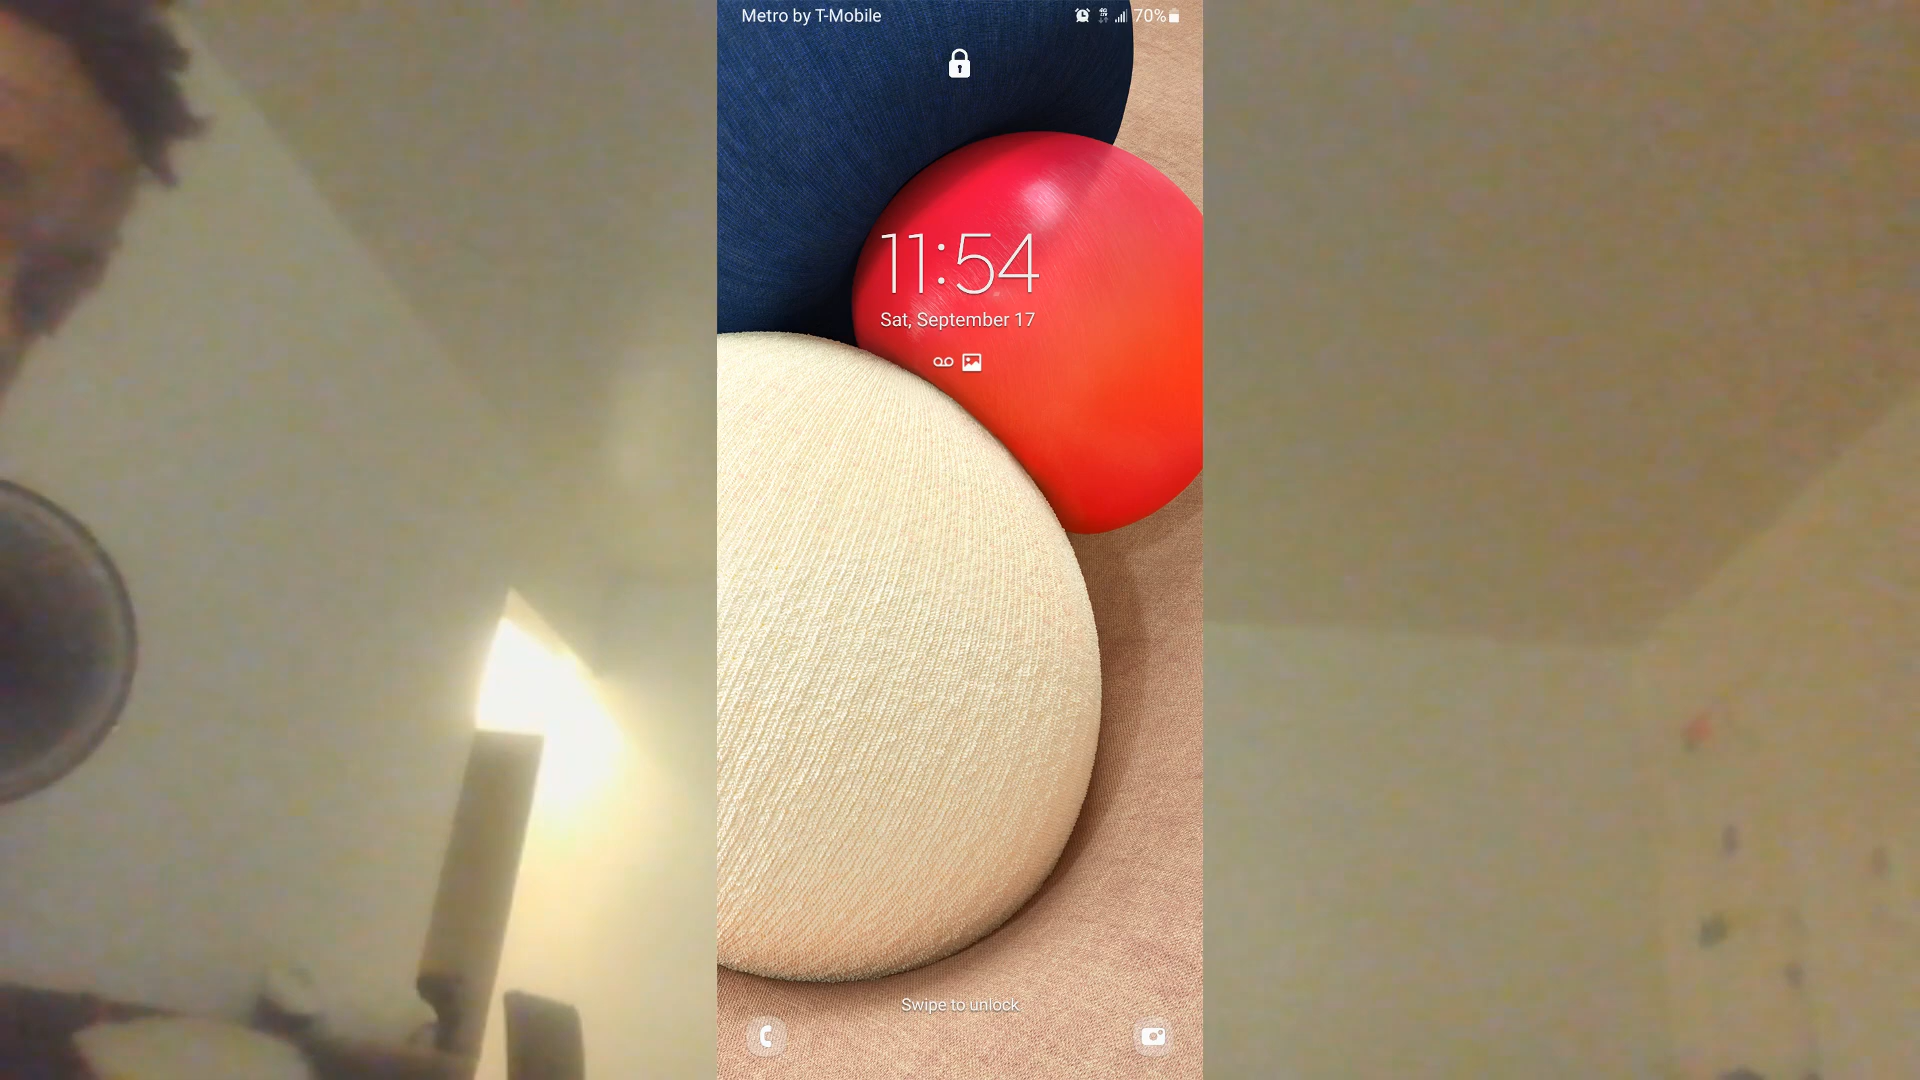 Metro by T-Mobile 70%
11:54
Sat, September 17
Swipe to unlock